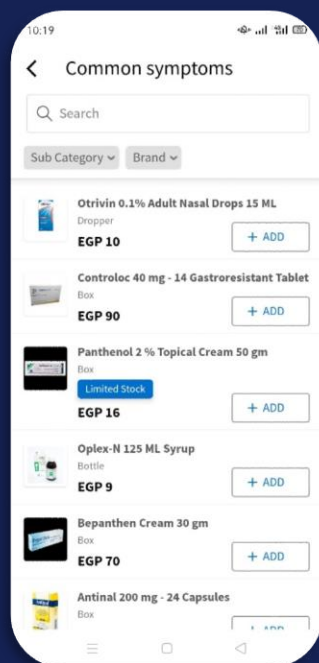 10:19
Common symptoms
Search
Sub Category
Brand
Otrivin 0.1% Adult Nasal Drops 15 ML
Dropper
EGP 10
+ ADD
Controloc 40 mg - 14 Gastroresistant Tablet
Box
EGP 90
+ ADD
Panthenol 2 % Topical Cream 50 gm
Box
Limited Stock
EGP 16
+ ADD
Oplex-N 125 ML Syrup
Bottle
EGP 9
+ ADD
Bepanthen Cream 30 gm
Box
EGP 70
+ ADD
Antinal 200 mg - 24 Capsules
Box
+ ADD